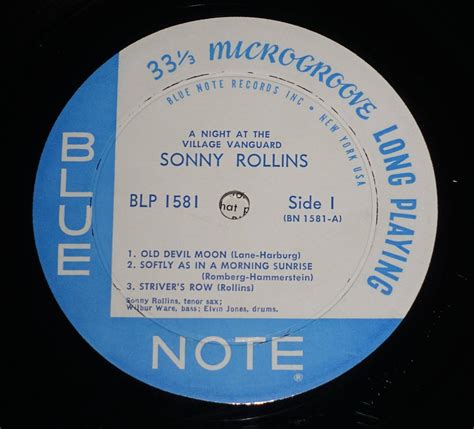 33⅓ MICROGROOVE LONG PLAYING
BLUE NOTE RECORDS INC • NEW YORK USA
A NIGHT AT THE
VILLAGE VANGUARD
SONNY ROLLINS
BLP 1581 Side 1
(BN 1581-A)
1. OLD DEVIL MOON (Lane-Harburg)
2. SOFTLY AS IN A MORNING SUNRISE
(Romberg-Hammerstein)
3. STRIVER'S ROW (Rollins)
Sonny Rollins, tenor sax;
Wilbur Ware, bass; Elvin Jones, drums.
BLUE
NOTE ®